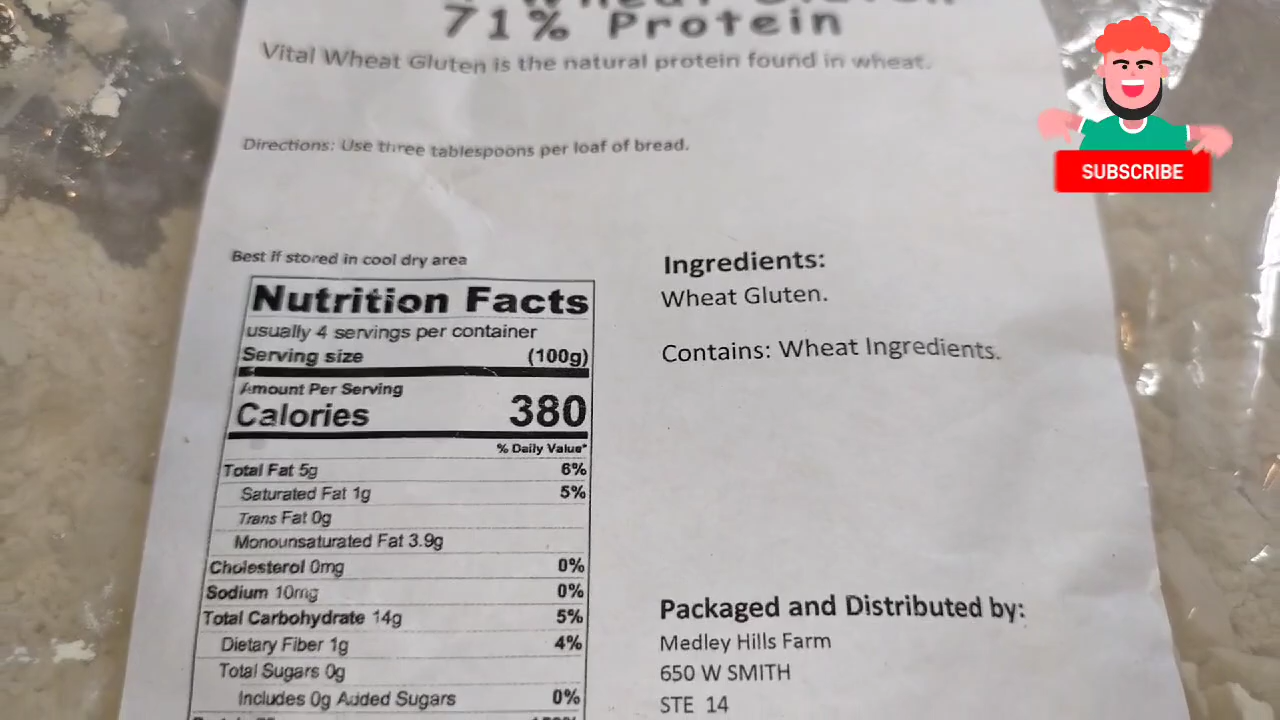 71% Protein
Vital Wheat Gluten is the natural protein found in wheat.
Directions: Use three tablespoons per loaf of bread.
SUBSCRIBE
Best if stored in cool dry area
Nutrition Facts
usually 4 servings per container
Serving size (100g)
Amount Per Serving
Calories 380
% Daily Value*
Total Fat 5g 6%
Saturated Fat 1g 5%
Trans Fat 0g
Monounsaturated Fat 3.9g
Cholesterol 0mg 0%
Sodium 10mg 0%
Total Carbohydrate 14g 5%
Dietary Fiber 1g 4%
Total Sugars 0g
Includes 0g Added Sugars 0%
Ingredients:
Wheat Gluten.
Contains: Wheat Ingredients.
Packaged and Distributed by:
Medley Hills Farm
650 W SMITH
STE 14